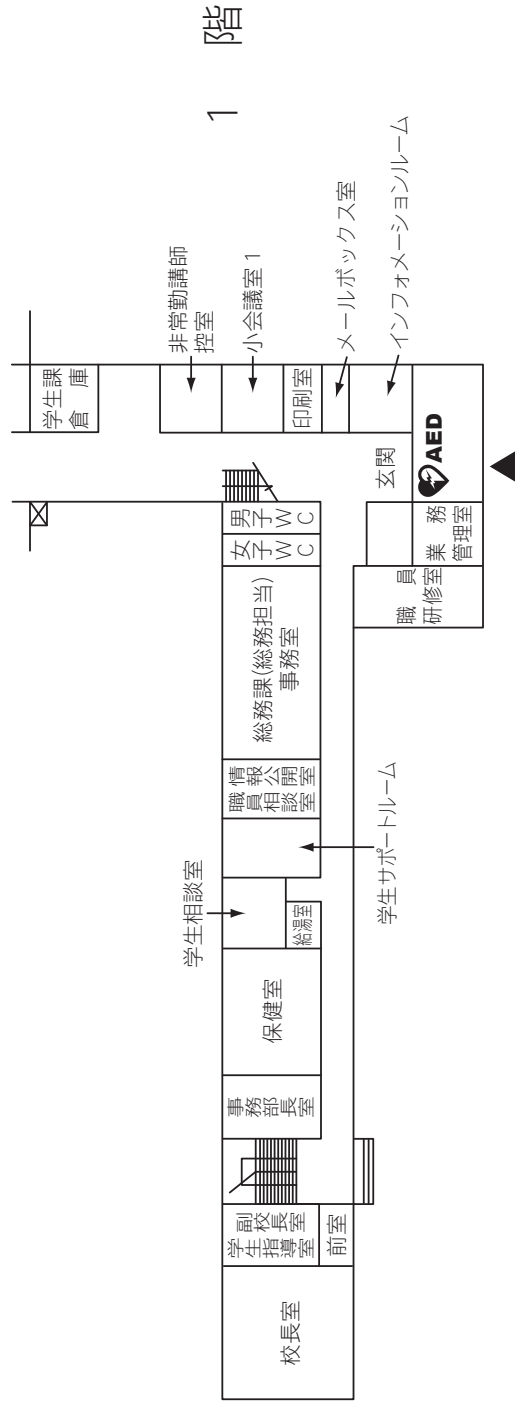 1 階
学生課
倉庫
非常勤講師
控室
小会議室1
印刷室
メールボックス室
インフォメーションルーム
玄関
AED
男子WC
女子WC
業務
管理室
職員
研修室
総務課(総務担当)
事務室
情報公開室
職員相談室
学生サポートルーム
学生相談室
給湯室
保健室
事務部長室
副校長室
学生指導室
前室
校長室